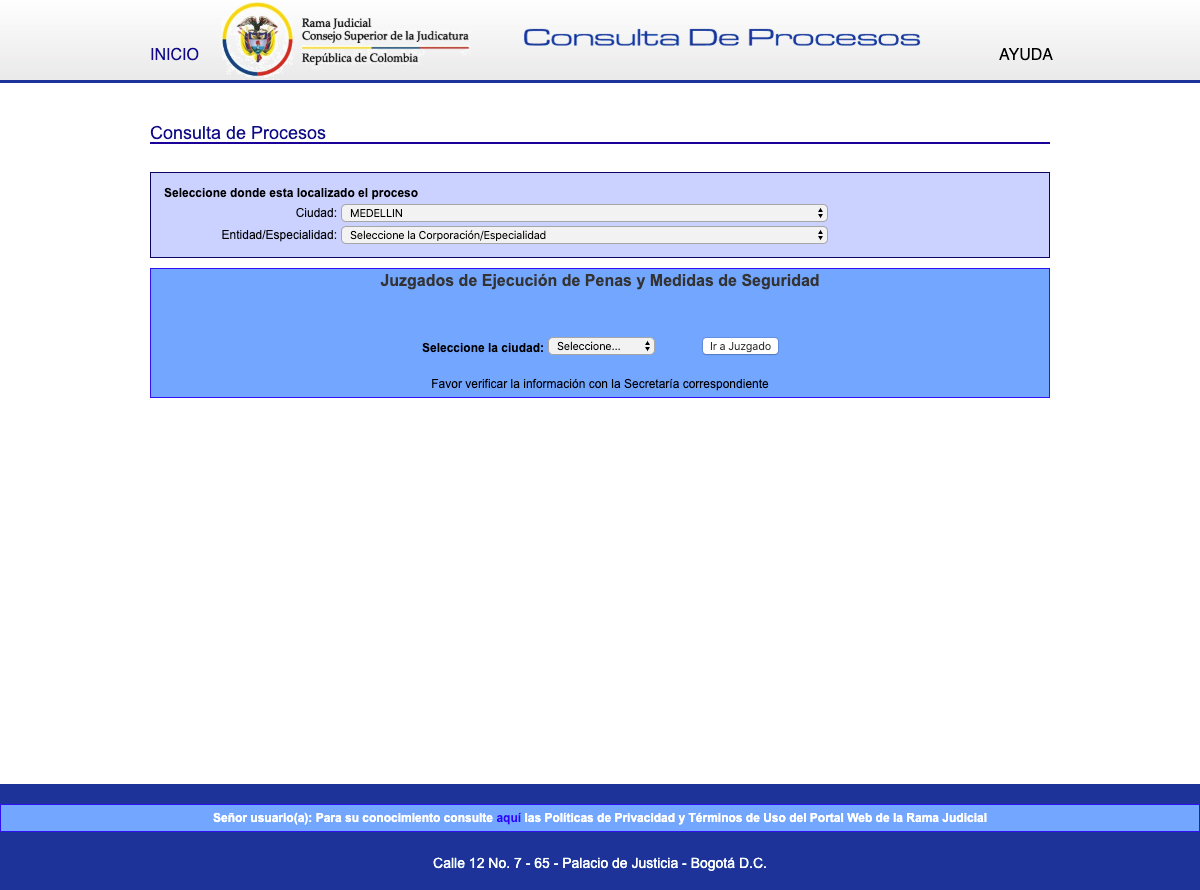 INICIO
Rama Judicial
Consejo Superior de la Judicatura
República de Colombia
Consulta De Procesos
AYUDA
Consulta de Procesos
Seleccione donde esta localizado el proceso
Ciudad: MEDELLIN
Entidad/Especialidad: Seleccione la Corporación/Especialidad
Juzgados de Ejecución de Penas y Medidas de Seguridad
Seleccione la ciudad: Seleccione... Ir a Juzgado
Favor verificar la información con la Secretaría correspondiente
Señor usuario(a): Para su conocimiento consulte aquí las Políticas de Privacidad y Términos de Uso del Portal Web de la Rama Judicial
Calle 12 No. 7 - 65 - Palacio de Justicia - Bogotá D.C.